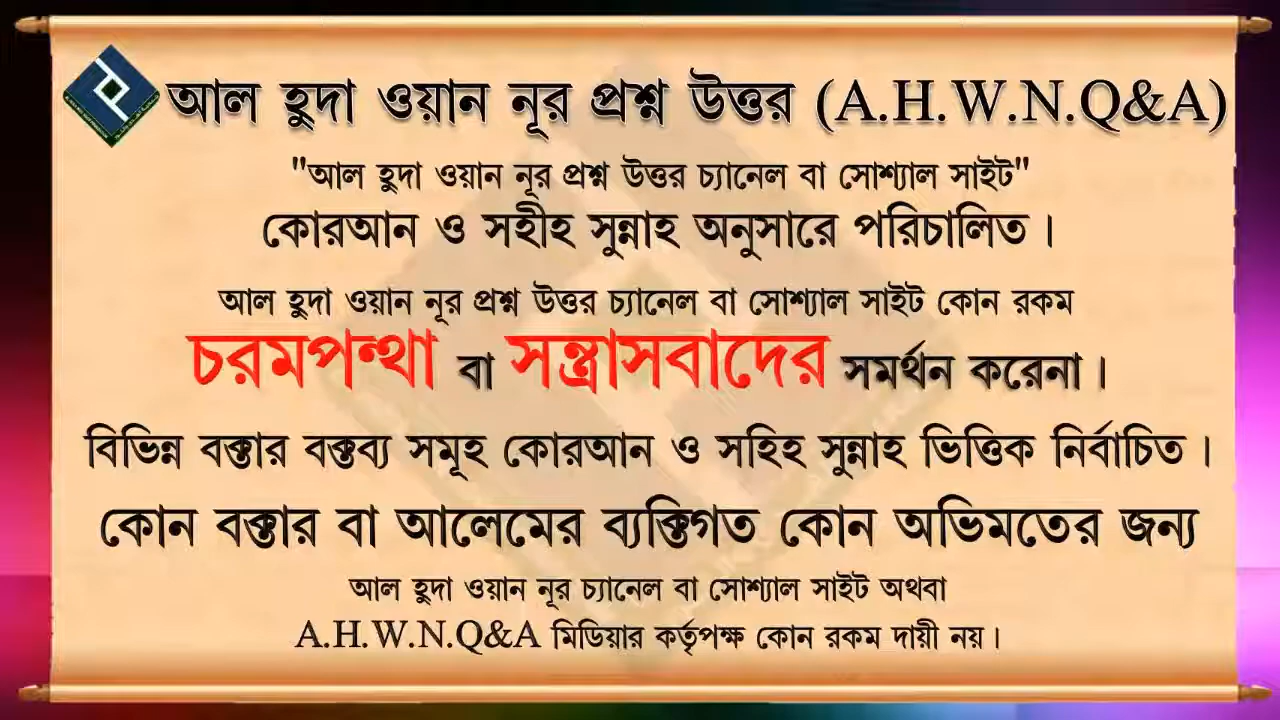 আল হুদা ওয়ান নূর প্রশ্ন উত্তর (A.H.W.N.Q&A)
"আল হুদা ওয়ান নূর প্রশ্ন উত্তর চ্যানেল বা সোশ্যাল সাইট"
কোরআন ও সহীহ সুন্নাহ অনুসারে পরিচালিত।
আল হুদা ওয়ান নূর প্রশ্ন উত্তর চ্যানেল বা সোশ্যাল সাইট কোন রকম
চরমপন্থা বা সন্ত্রাসবাদের সমর্থন করেনা।
বিভিন্ন বক্তার বক্তব্য সমূহ কোরআন ও সহিহ সুন্নাহ ভিত্তিক নির্বাচিত।
কোন বক্তার বা আলেমের ব্যক্তিগত কোন অভিমতের জন্য
আল হুদা ওয়ান নূর চ্যানেল বা সোশ্যাল সাইট অথবা
A.H.W.N.Q&A মিডিয়ার কর্তৃপক্ষ কোন রকম দায়ী নয়।